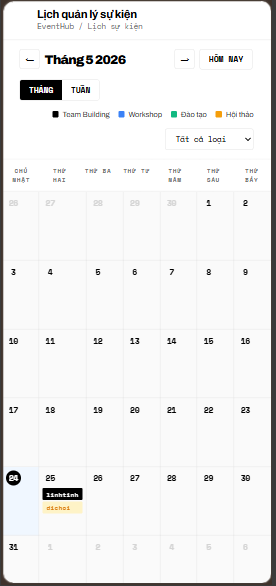 Lịch quản lý sự kiện
EventHub / Lịch sự kiện
← Tháng 5 2026 → HÔM NAY
THÁNG TUẦN
Team Building Workshop Đào tạo Hội thảo
Tất cả loại
CHỦ NHẬT THỨ HAI THỨ BA THỨ TƯ THỨ NĂM THỨ SÁU THỨ BẢY
26 27 28 29 30 1 2
3 4 5 6 7 8 9
10 11 12 13 14 15 16
17 18 19 20 21 22 23
24 25 26 27 28 29 30
linhtinh
dichoi
31 1 2 3 4 5 6